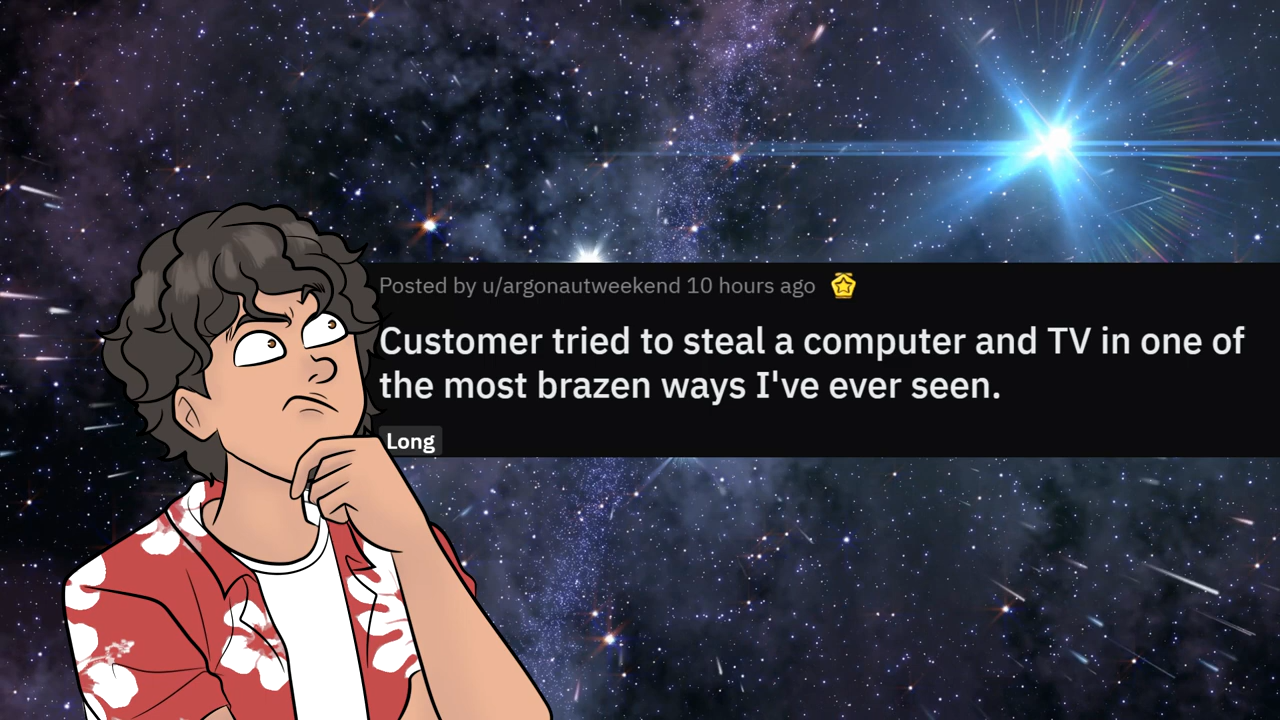 Posted by u/argonautweekend 10 hours ago
Customer tried to steal a computer and TV in one of
the most brazen ways I've ever seen.
Long